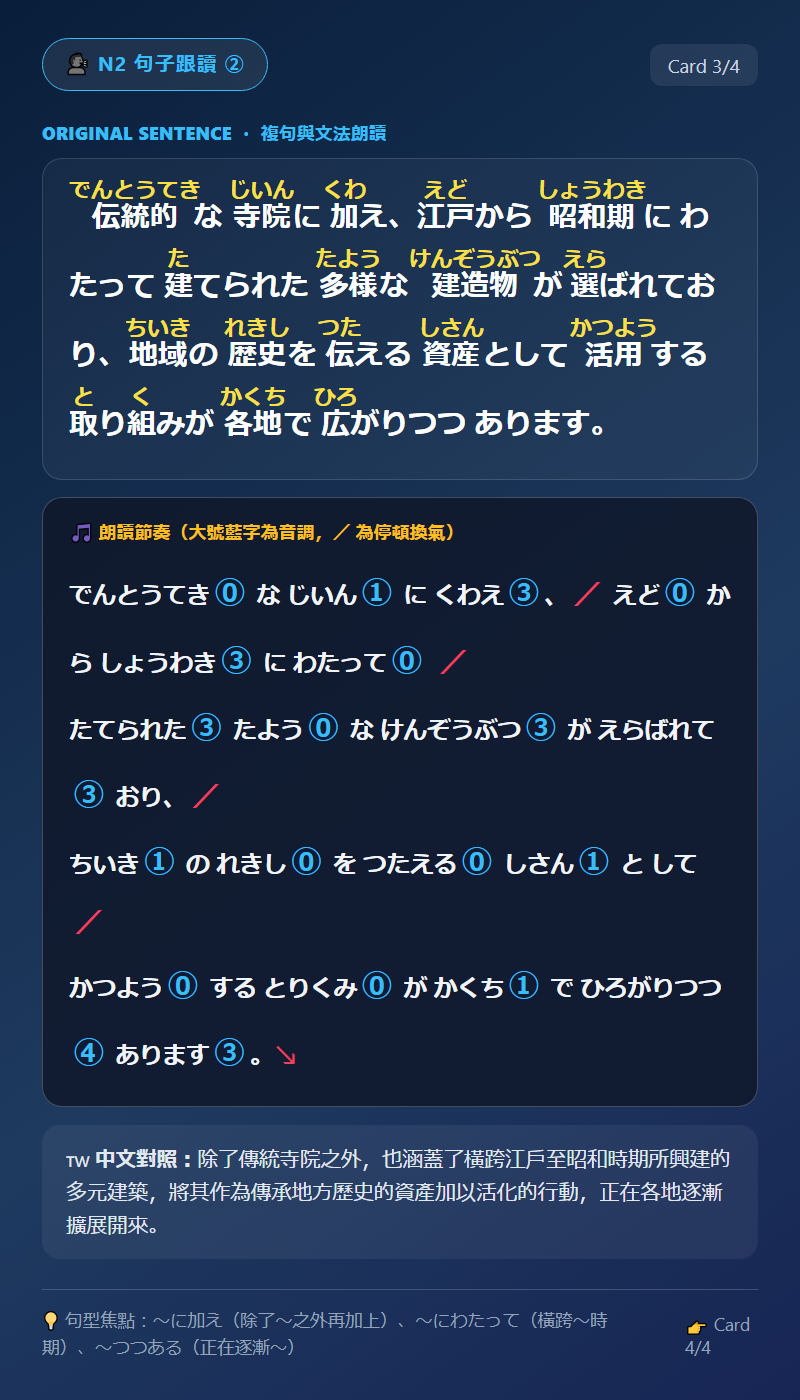 🗣️ N2 句子跟讀 ②
Card 3/4
ORIGINAL SENTENCE · 複句與文法朗讀
でんとうてき じいん くわ えど しょうわき
伝統的 な 寺院に 加え、江戸から 昭和期 に わ
た たよう けんぞうぶつ えら
たって 建てられた 多様な 建造物 が 選ばれてお
ちいき れきし つた しさん かつよう
り、地域の 歴史を 伝える 資産として 活用 する
と く かくち ひろ
取り組みが 各地で 広がりつつ あります。
🎵 朗讀節奏（大號藍字為音調，／ 為停頓換氣）
でんとうてき⓪ な じいん① に くわえ③、／ えど⓪ か
ら しょうわき③ に わたって⓪ ／
たてられた③ たよう⓪ な けんぞうぶつ③ が えらばれて
③ おり、／
ちいき① の れきし⓪ を つたえる⓪ しさん① と して
／
かつよう⓪ する とりくみ⓪ が かくち① で ひろがりつつ
④ あります③。↘
TW 中文對照：除了傳統寺院之外，也涵蓋了橫跨江戶至昭和時期所興建的
多元建築，將其作為傳承地方歷史的資產加以活化的行動，正在各地逐漸
擴展開來。
💡 句型焦點：〜に加え（除了〜之外再加上）、〜にわたって（橫跨〜時
期）、〜つつある（正在逐漸〜）
👉 Card
4/4